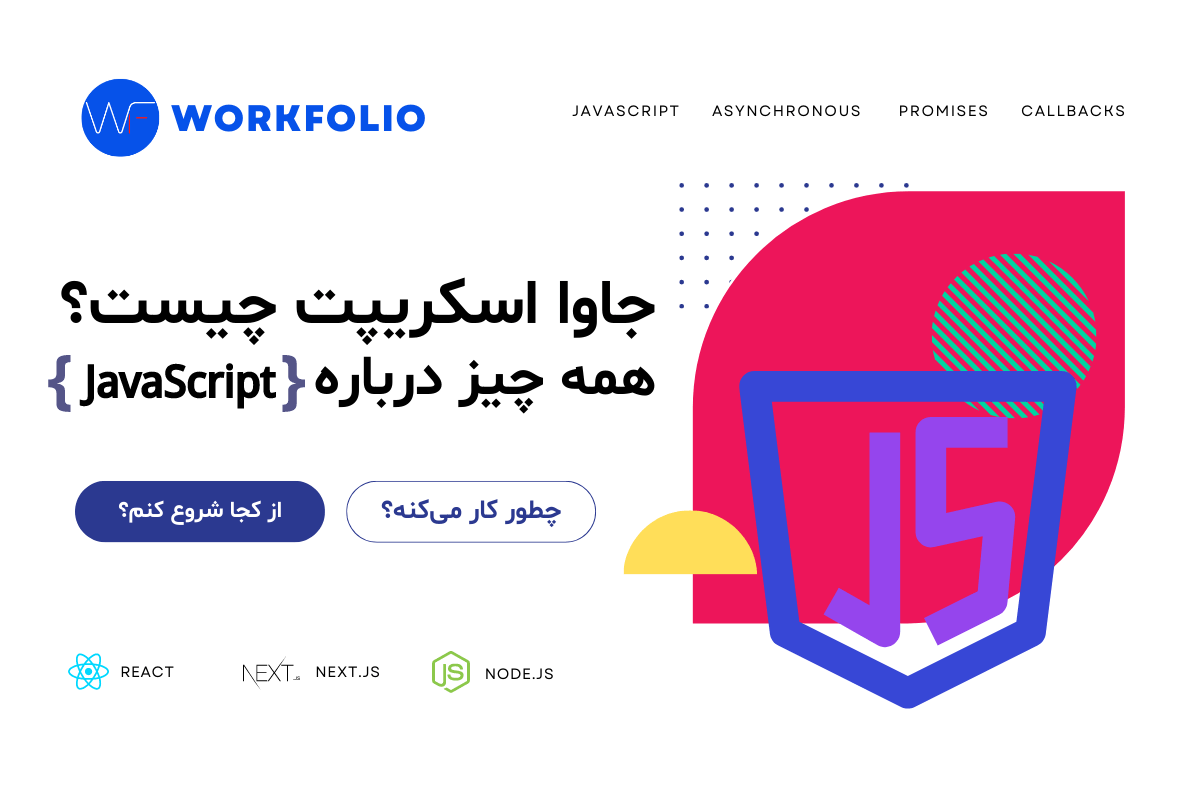 WORKFOLIO
JAVASCRIPT ASYNCHRONOUS PROMISES CALLBACKS
جاوا اسکریپت چیست؟
همه چیز درباره {JavaScript}
چطور کار می‌کنه؟
از کجا شروع کنم؟
JS
REACT
NEXT.JS NEXT.JS
JS NODE.JS